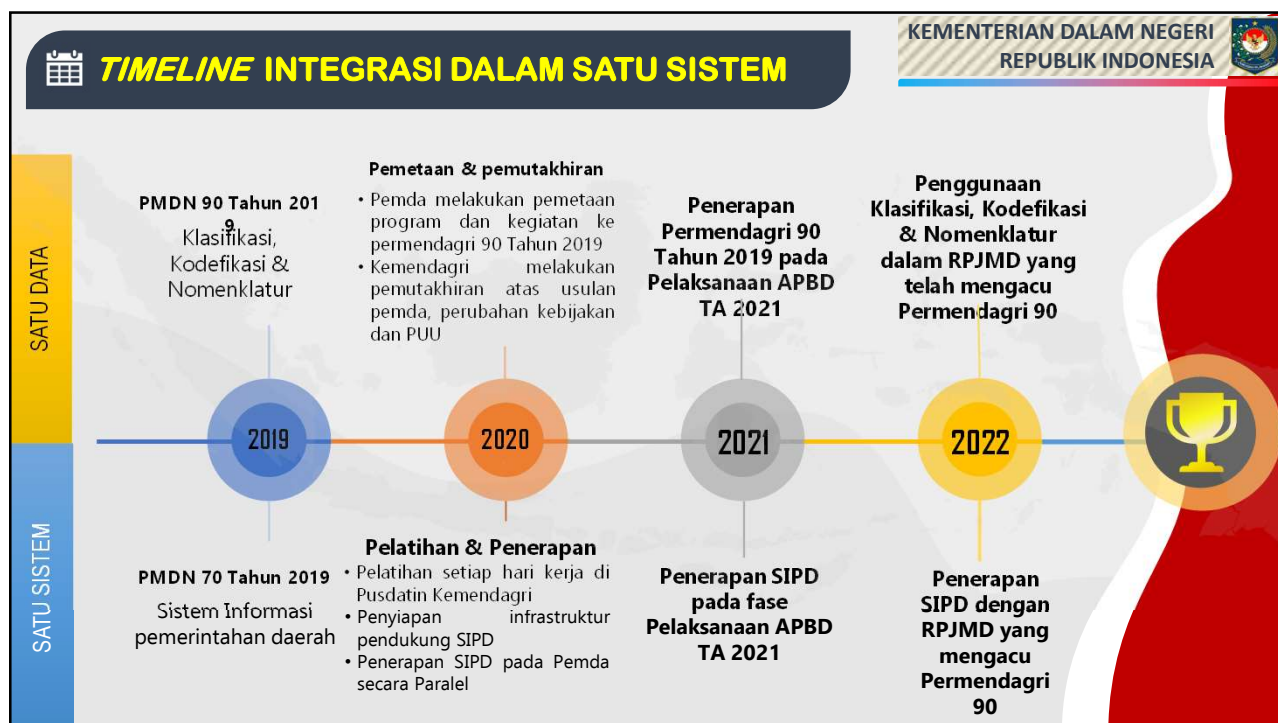 TIMELINE INTEGRASI DALAM SATU SISTEM
KEMENTERIAN DALAM NEGERI
REPUBLIK INDONESIA
SATU DATA
PMDN 90 Tahun 201
9
Klasifikasi,
Kodefikasi &
Nomenklatur
Pemetaan & pemutakhiran
• Pemda melakukan pemetaan
program dan kegiatan ke
permendagri 90 Tahun 2019
• Kemendagri melakukan
pemutakhiran atas usulan
pemda, perubahan kebijakan
dan PUU
Penerapan
Permendagri 90
Tahun 2019 pada
Pelaksanaan APBD
TA 2021
Penggunaan
Klasifikasi, Kodefikasi
& Nomenklatur
dalam RPJMD yang
telah mengacu
Permendagri 90
2019
2020
2021
2022
SATU SISTEM
PMDN 70 Tahun 2019
Sistem Informasi
pemerintahan daerah
Pelatihan & Penerapan
• Pelatihan setiap hari kerja di
Pusdatin Kemendagri
• Penyiapan infrastruktur
pendukung SIPD
• Penerapan SIPD pada Pemda
secara Paralel
Penerapan SIPD
pada fase
Pelaksanaan APBD
TA 2021
Penerapan
SIPD dengan
RPJMD yang
mengacu
Permendagri
90